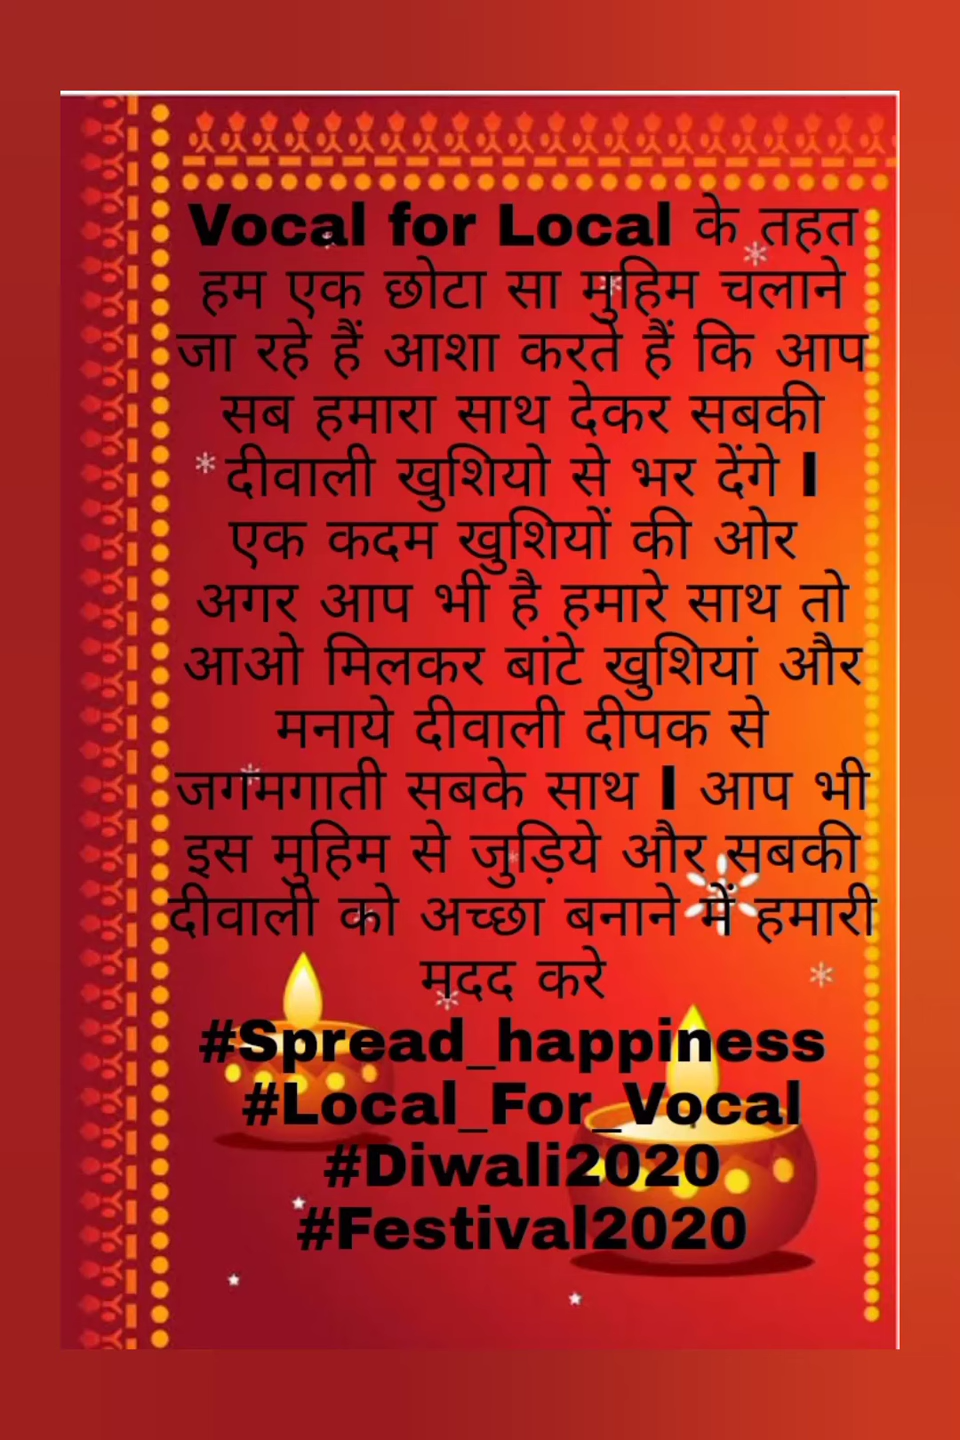 Vocal for Local के तहत
हम एक छोटा सा मुहिम चलाने
जा रहे हैं आशा करते हैं कि आप
सब हमारा साथ देकर सबकी
दीवाली खुशियो से भर देंगे I
एक कदम खुशियों की ओर
अगर आप भी है हमारे साथ तो
आओ मिलकर बांटे खुशियां और
मनाये दीवाली दीपक से
जगमगाती सबके साथ I आप भी
इस मुहिम से जुड़िये और सबकी
दीवाली को अच्छा बनाने में हमारी
मदद करे
#Spread_happiness
#Local_For_Vocal
#Diwali2020
#Festival2020